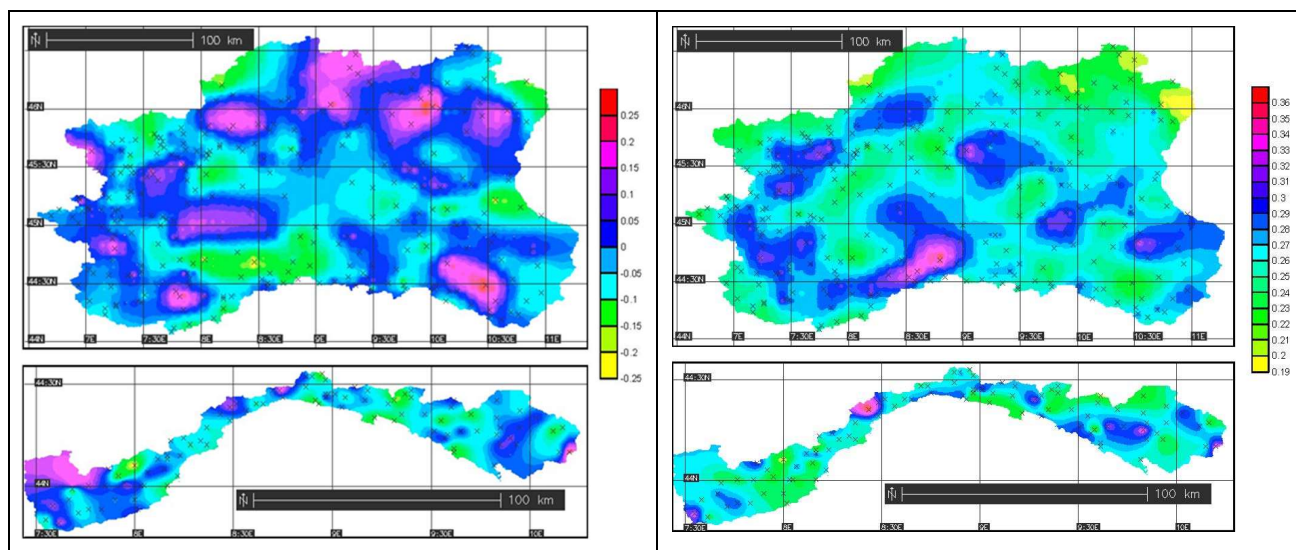 N 100 km
46N
45:30N
45N
44:30N
44N 7E 7:30E 8E 8:30E 9E 9:30E 10E 10:30E 11E
0.25
0.2
0.15
0.1
0.05
0
-0.05
-0.1
-0.15
-0.2
-0.25
44:30N
44N
N 100 km
7:30E 8E 8:30E 9E 9:30E 10E
N 100 km
46N
45:30N
45N
44:30N
44N 7E 7:30E 8E 8:30E 9E 9:30E 10E 10:30E 11E
0.36
0.35
0.34
0.33
0.32
0.31
0.3
0.29
0.28
0.27
0.26
0.25
0.24
0.23
0.22
0.21
0.2
0.19
44:30N
44N
N 100 km
7:30E 8E 8:30E 9E 9:30E 10E